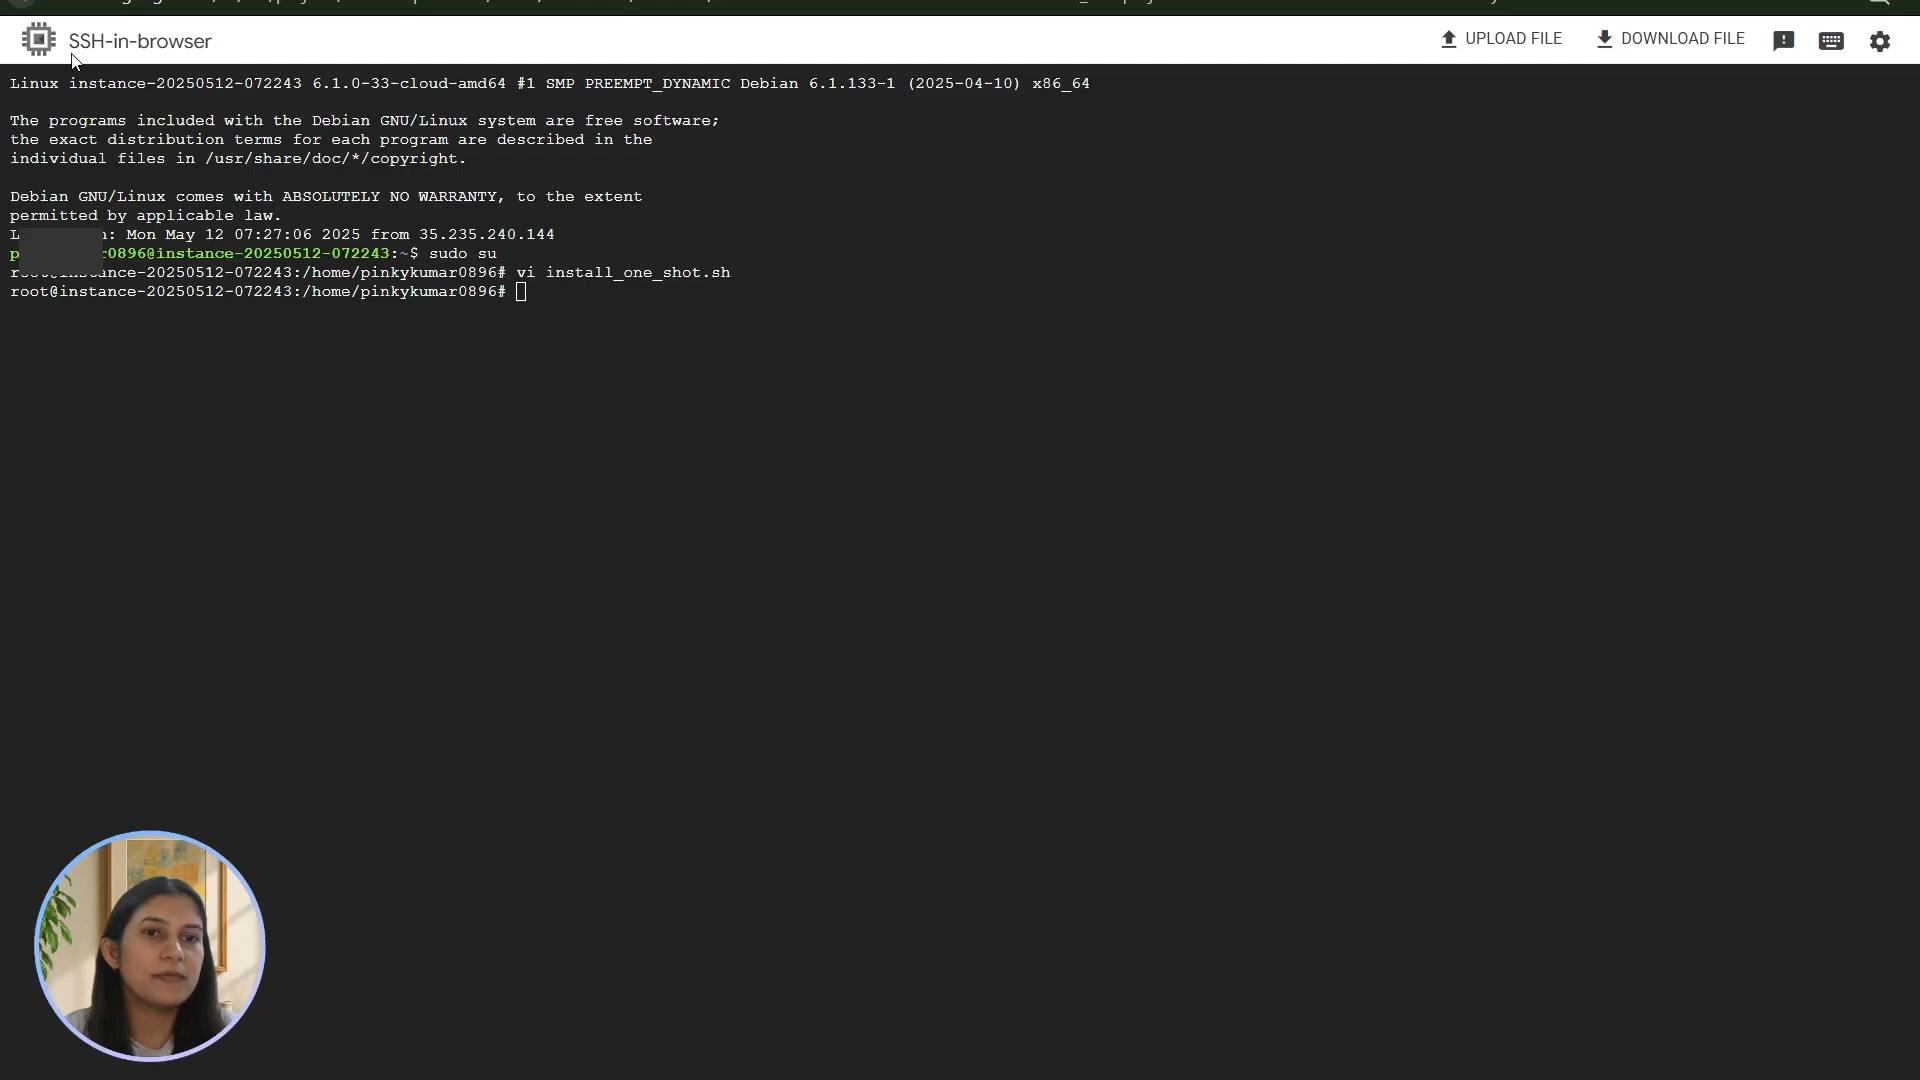 SSH-in-browser
UPLOAD FILE
DOWNLOAD FILE
Linux instance-20250512-072243 6.1.0-33-cloud-amd64 #1 SMP PREEMPT_DYNAMIC Debian 6.1.133-1 (2025-04-10) x86_64
The programs included with the Debian GNU/Linux system are free software;
the exact distribution terms for each program are described in the
individual files in /usr/share/doc/*/copyright.
Debian GNU/Linux comes with ABSOLUTELY NO WARRANTY, to the extent
permitted by applicable law.
: Mon May 12 07:27:06 2025 from 35.235.240.144
0896@instance-20250512-072243:~$ sudo su
ance-20250512-072243:/home/pinkykumar0896# vi install_one_shot.sh
root@instance-20250512-072243:/home/pinkykumar0896#